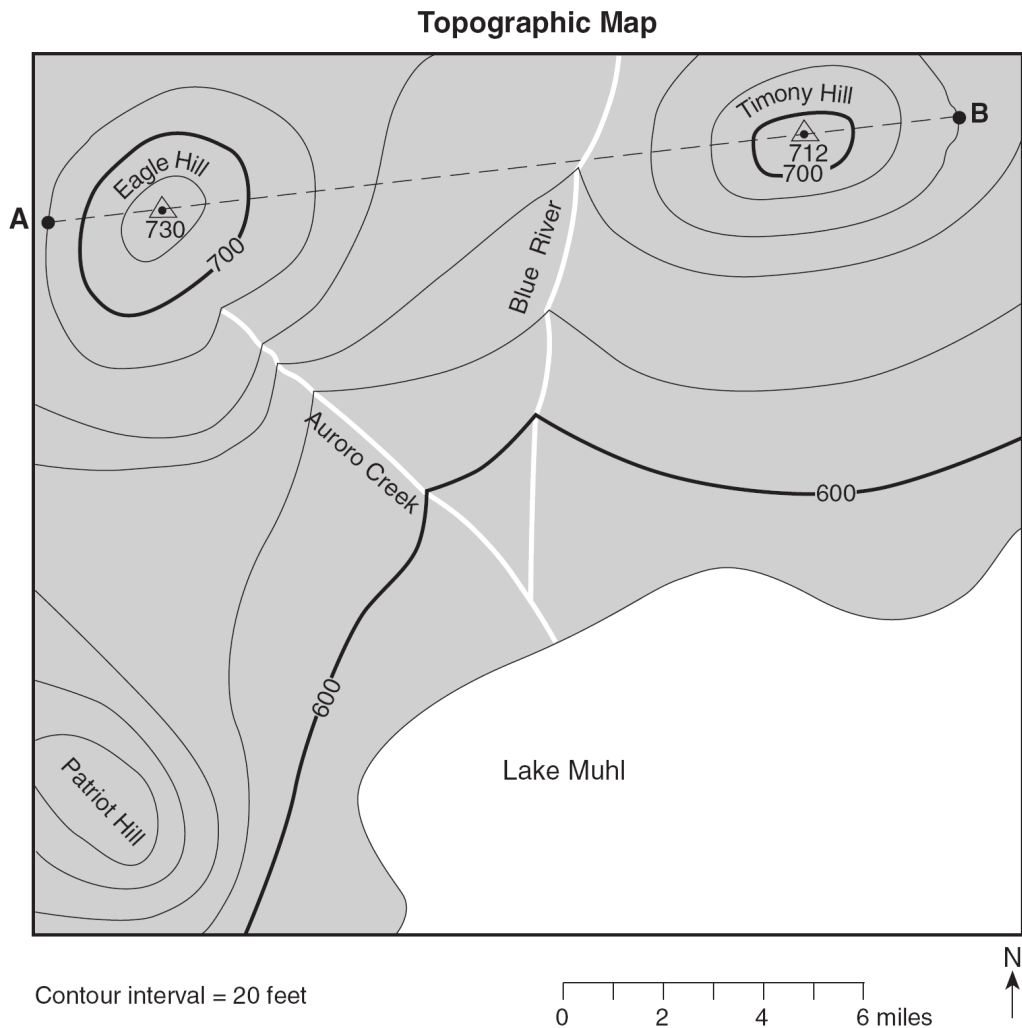 Topographic Map
Timony Hill
B
712
700
Eagle Hill
A
730
700
Blue River
Auroro Creek
600
600
Patriot Hill
Lake Muhl
N
Contour interval = 20 feet
0 2 4 6 miles